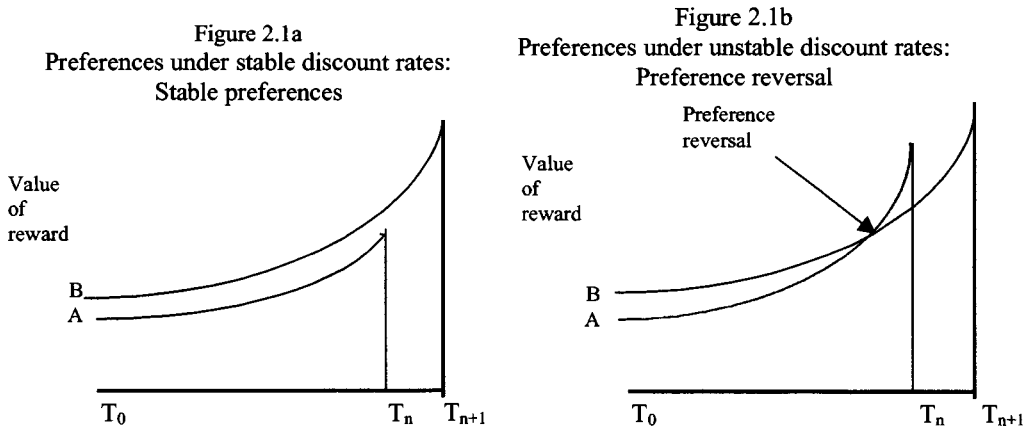 Figure 2.1a
Preferences under stable discount rates:
Stable preferences
Value
of
reward
B
A
T0
Tn
Tn+1
Figure 2.1b
Preferences under unstable discount rates:
Preference reversal
Preference
reversal
Value
of
reward
B
A
T0
Tn
Tn+1